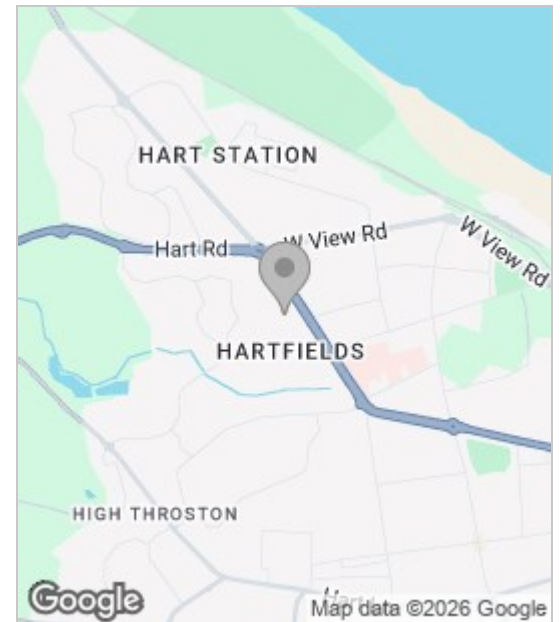 HART STATION
W View Rd
Hart Rd
W View Rd
HARTFIELDS
HIGH THROSTON
Google
Map data ©2026 Google